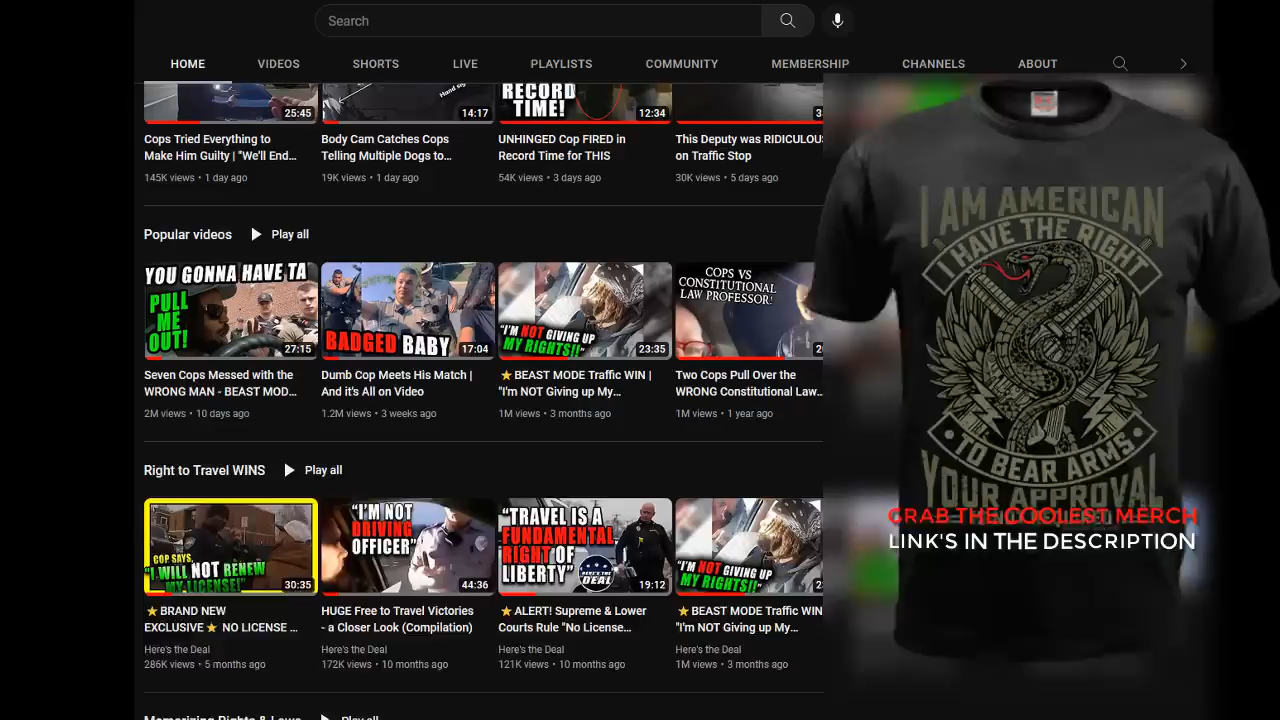 Search
HOME
VIDEOS
SHORTS
LIVE
PLAYLISTS
COMMUNITY
MEMBERSHIP
CHANNELS
ABOUT
RECORD
TIME!
25:45
14:17
12:34
3
Cops Tried Everything to
Make Him Guilty | "We'll End...
145K views • 1 day ago
Body Cam Catches Cops
Telling Multiple Dogs to...
19K views • 1 day ago
UNHINGED Cop FIRED in
Record Time for THIS
54K views • 3 days ago
This Deputy was RIDICULOUS
on Traffic Stop
30K views • 5 days ago
Popular videos
Play all
YOU GONNA HAVE TA
PULL
ME
OUT!
27:15
BADGED BABY
17:04
"I'M NOT GIVING UP
MY RIGHTS!!"
23:35
COPS VS
CONSTITUTIONAL
LAW PROFESSOR!
2
Seven Cops Messed with the
WRONG MAN - BEAST MOD...
2M views • 10 days ago
Dumb Cop Meets His Match |
And it's All on Video
1.2M views • 3 weeks ago
⭐BEAST MODE Traffic WIN |
"I'm NOT Giving up My...
1M views • 3 months ago
Two Cops Pull Over the
WRONG Constitutional Law...
1M views • 1 year ago
Right to Travel WINS
Play all
COP SAYS,
"I WILL NOT RENEW
MY LICENSE!"
30:35
"I'M NOT
DRIVING
OFFICER"
44:36
"TRAVEL IS A
FUNDAMENTAL
RIGHT OF
LIBERTY"
HERE'S THE
DEAL
19:12
"I'M NOT GIVING UP
MY RIGHTS!!"
2
⭐BRAND NEW
EXCLUSIVE⭐ NO LICENSE ...
Here's the Deal
286K views • 5 months ago
HUGE Free to Travel Victories
- a Closer Look (Compilation)
Here's the Deal
172K views • 10 months ago
⭐ALERT! Supreme & Lower
Courts Rule "No License...
Here's the Deal
121K views • 10 months ago
⭐BEAST MODE Traffic WIN
"I'm NOT Giving up My...
Here's the Deal
1M views • 3 months ago
Memorizing Rights & Laws
Play all
I AM AMERICAN
I HAVE THE RIGHT
TO BEAR ARMS
YOUR APPROVAL
GRAB THE COOLEST MERCH
LINK'S IN THE DESCRIPTION